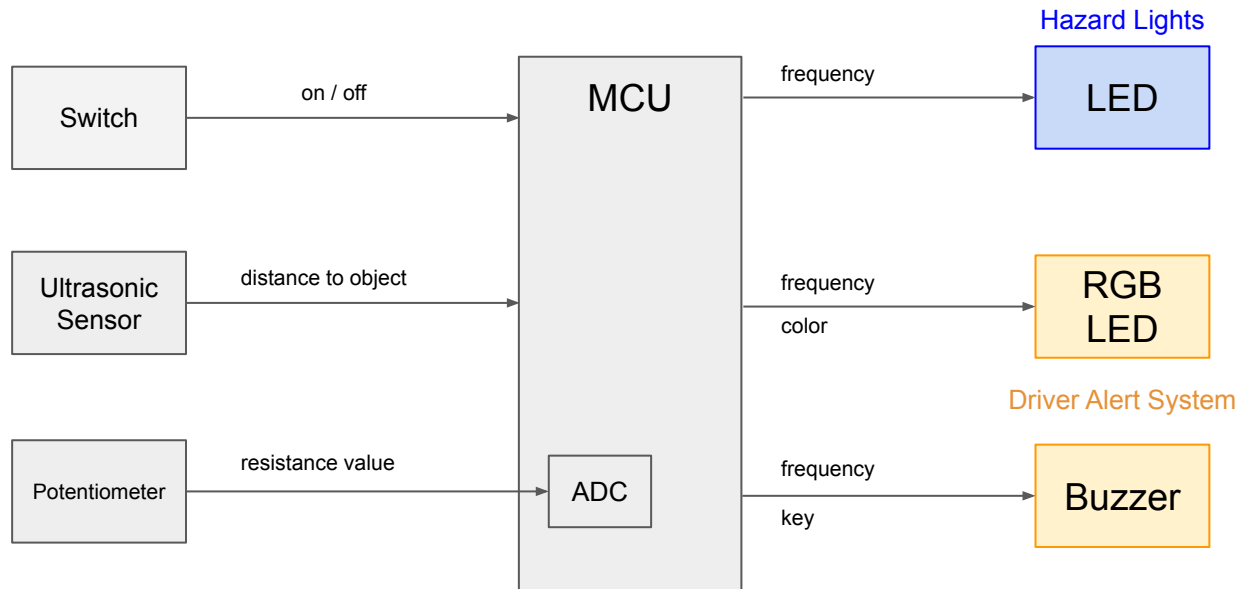 Hazard Lights
Switch
on / off
MCU
frequency
LED
Ultrasonic
Sensor
distance to object
frequency
color
RGB
LED
Driver Alert System
Potentiometer
resistance value
ADC
frequency
key
Buzzer